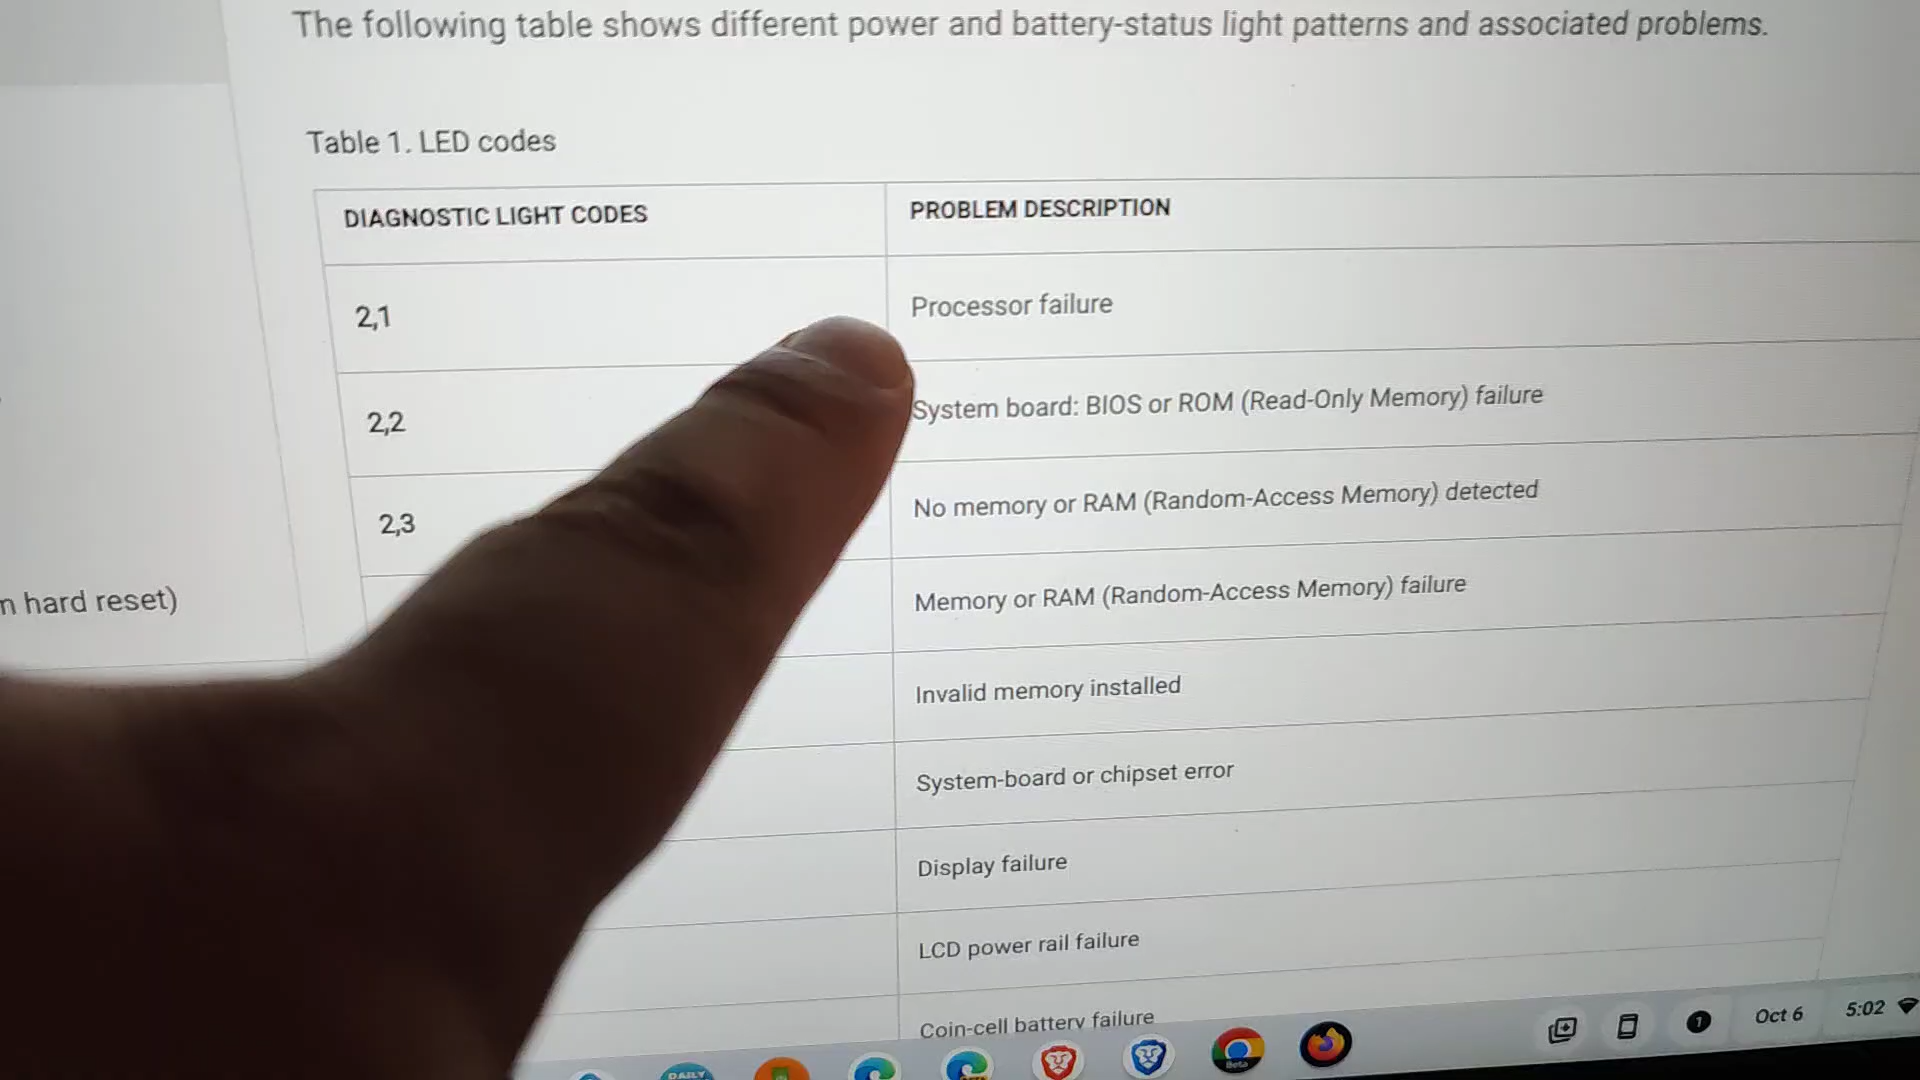 The following table shows different power and battery-status light patterns and associated problems.
Table 1. LED codes
DIAGNOSTIC LIGHT CODES PROBLEM DESCRIPTION
2,1 Processor failure
2,2 System board: BIOS or ROM (Read-Only Memory) failure
2,3 No memory or RAM (Random-Access Memory) detected
Memory or RAM (Random-Access Memory) failure
hard reset)
Invalid memory installed
System-board or chipset error
Display failure
LCD power rail failure
Coin-cell battery failure
DAILY
Beta
1
Oct 6
5:02